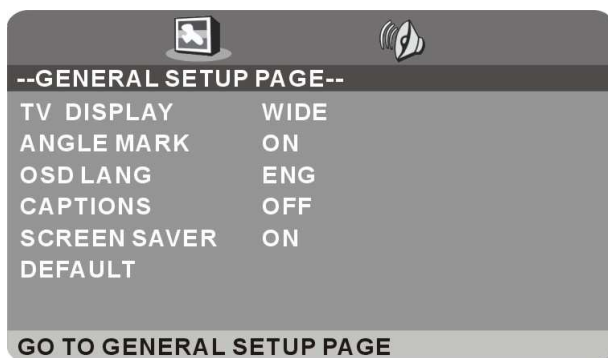 --GENERAL SETUP PAGE--
TV DISPLAY WIDE
ANGLE MARK ON
OSD LANG ENG
CAPTIONS OFF
SCREEN SAVER ON
DEFAULT
GO TO GENERAL SETUP PAGE